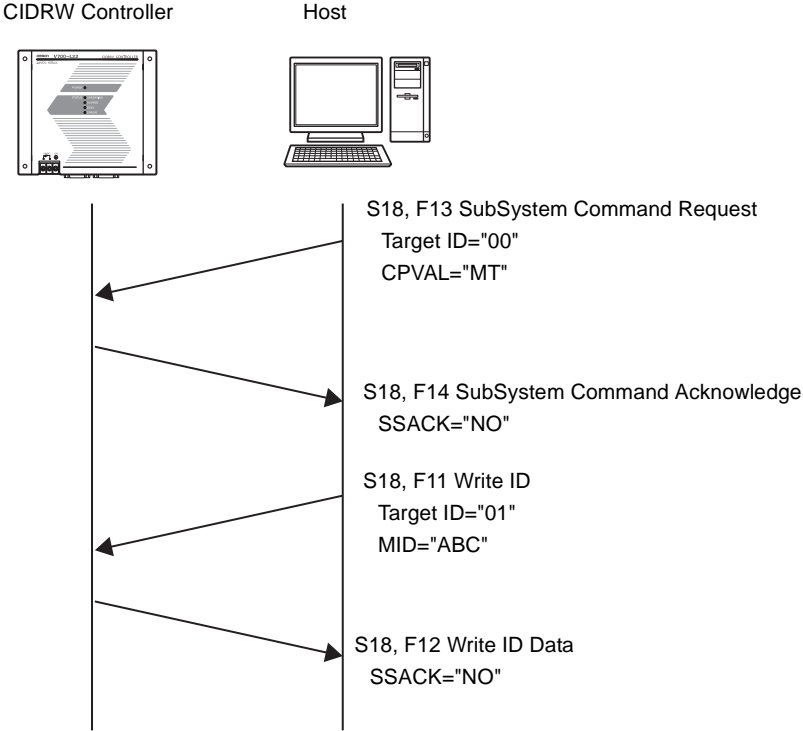 CIDRW Controller
Host
S18, F13 SubSystem Command Request
Target ID="00"
CPVAL="MT"
S18, F14 SubSystem Command Acknowledge
SSACK="NO"
S18, F11 Write ID
Target ID="01"
MID="ABC"
S18, F12 Write ID Data
SSACK="NO"